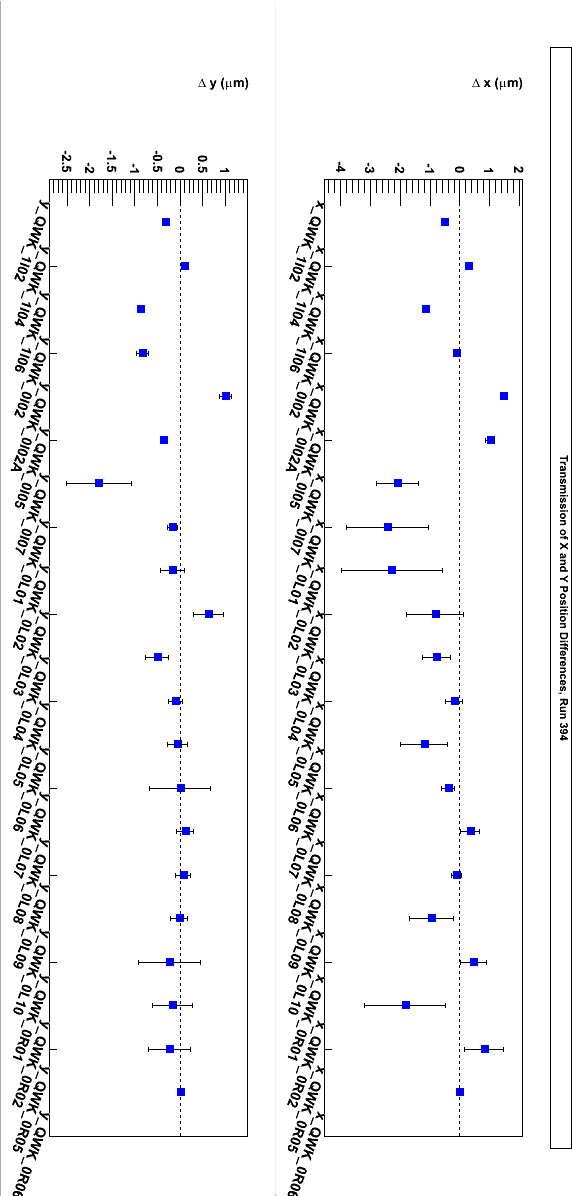 Transmission of X and Y Position Differences, Run 394
Δ x (μm)
2
1
0
-1
-2
-3
-4
x_QWK_1I02
x_QWK_1I04
x_QWK_1I06
x_QWK_0I02
x_QWK_0I02A
x_QWK_0I05
x_QWK_0I07
x_QWK_0L01
x_QWK_0L02
x_QWK_0L03
x_QWK_0L04
x_QWK_0L05
x_QWK_0L06
x_QWK_0L07
x_QWK_0L08
x_QWK_0L09
x_QWK_0L10
x_QWK_0R01
x_QWK_0R02
x_QWK_0R05
x_QWK_0R06
Δ y (μm)
1
0.5
0
-0.5
-1
-1.5
-2
-2.5
y_QWK_1I02
y_QWK_1I04
y_QWK_1I06
y_QWK_0I02
y_QWK_0I02A
y_QWK_0I05
y_QWK_0I07
y_QWK_0L01
y_QWK_0L02
y_QWK_0L03
y_QWK_0L04
y_QWK_0L05
y_QWK_0L06
y_QWK_0L07
y_QWK_0L08
y_QWK_0L09
y_QWK_0L10
y_QWK_0R01
y_QWK_0R02
y_QWK_0R05
y_QWK_0R06